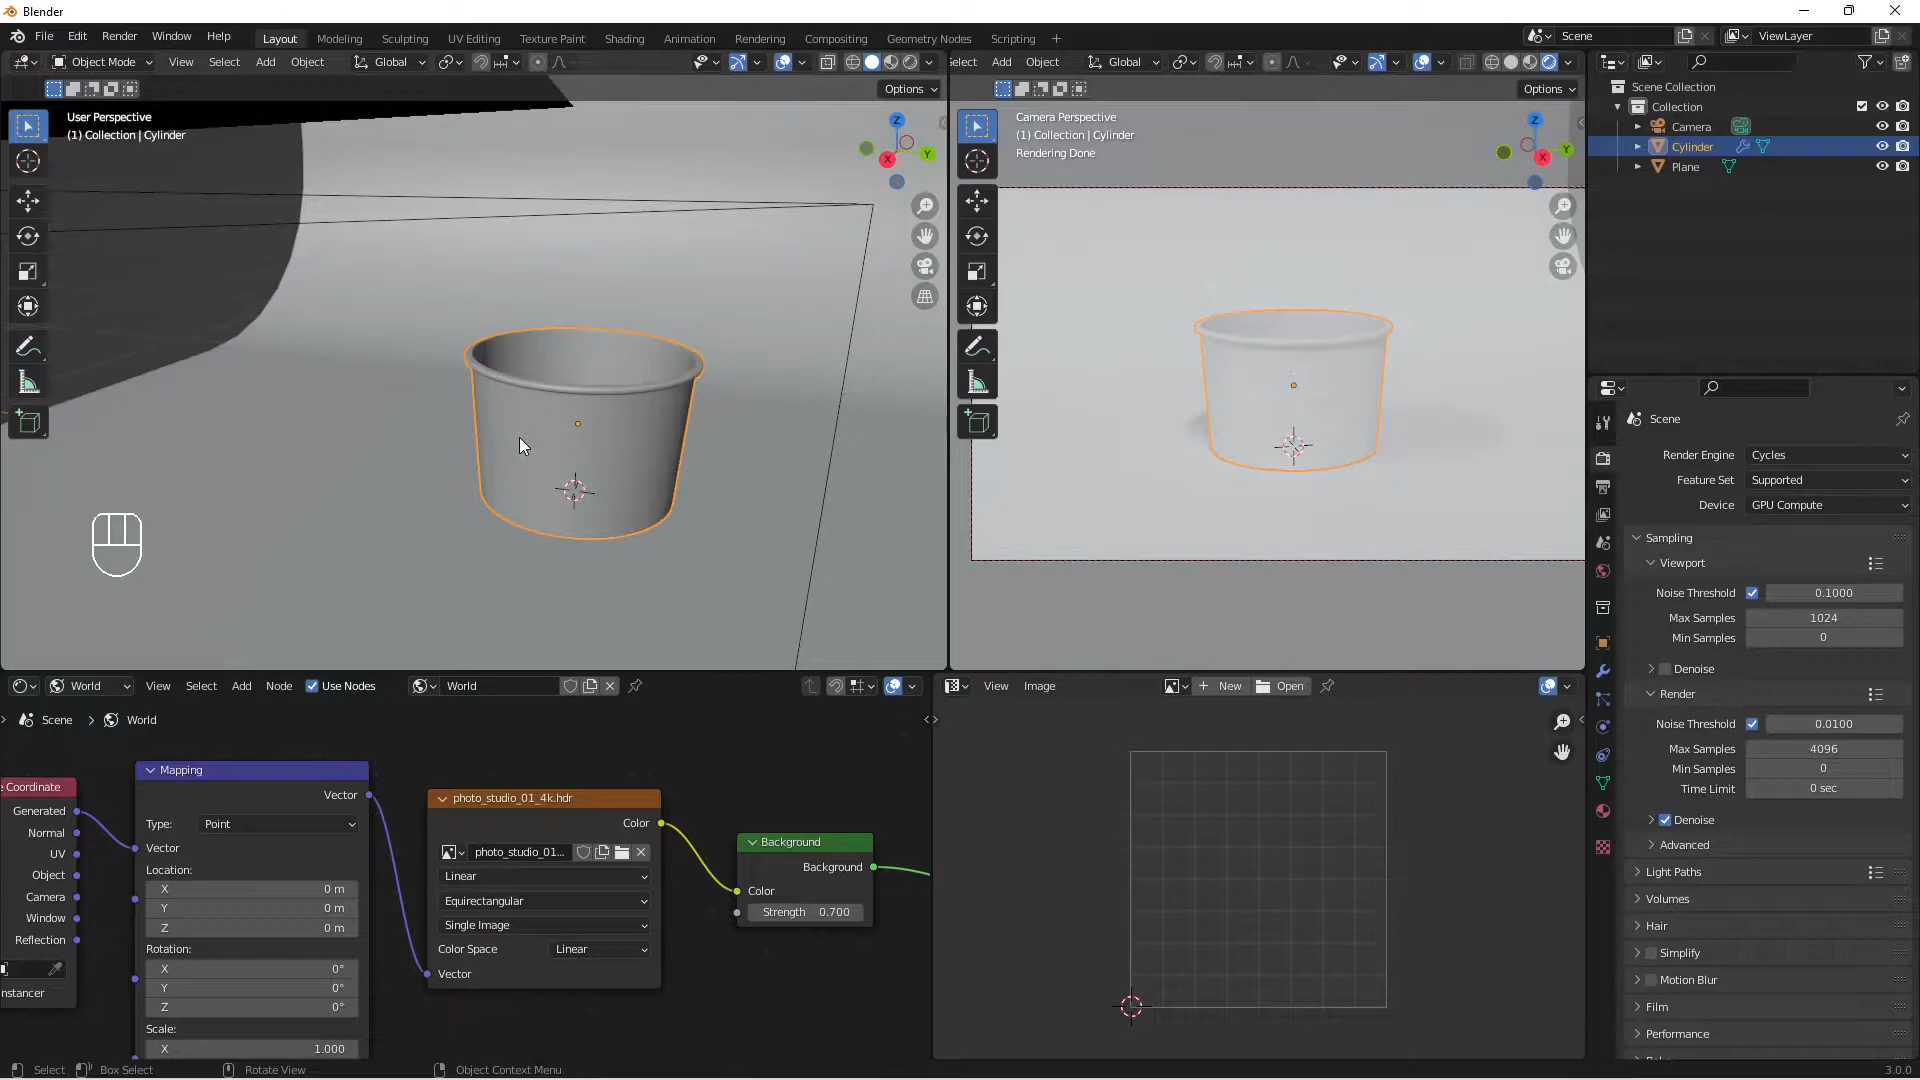 Blender
File Edit Render Window Help
Layout Modeling Sculpting UV Editing Texture Paint Shading Animation Rendering Compositing Geometry Nodes Scripting +
Scene
ViewLayer
Object Mode View Select Add Object Global
Select Add Object Global
Options
Options
User Perspective
(1) Collection | Cylinder
Z
Y
X
Camera Perspective
(1) Collection | Cylinder
Rendering Done
Z
Y
X
Scene Collection
Collection
Camera
Cylinder
Plane
Scene
Render Engine Cycles
Feature Set Supported
Device GPU Compute
Sampling
Viewport
Noise Threshold 0.1000
Max Samples 1024
Min Samples 0
Denoise
Render
Noise Threshold 0.0100
Max Samples 4096
Min Samples 0
Time Limit 0 sec
Denoise
Advanced
Light Paths
Volumes
Hair
Simplify
Motion Blur
Film
Performance
World View Select Add Node Use Nodes World
Scene > World
View Image New Open
e Coordinate
Generated
Normal
UV
Object
Camera
Window
Reflection
nstancer
Mapping
Vector
Type: Point
Vector
Location:
X 0 m
Y 0 m
Z 0 m
Rotation:
X 0°
Y 0°
Z 0°
Scale:
X 1.000
photo_studio_01_4k.hdr
Color
photo_studio_01...
Linear
Equirectangular
Single Image
Color Space Linear
Vector
Background
Background
Color
Strength 0.700
Select Box Select Rotate View Object Context Menu
3.0.0